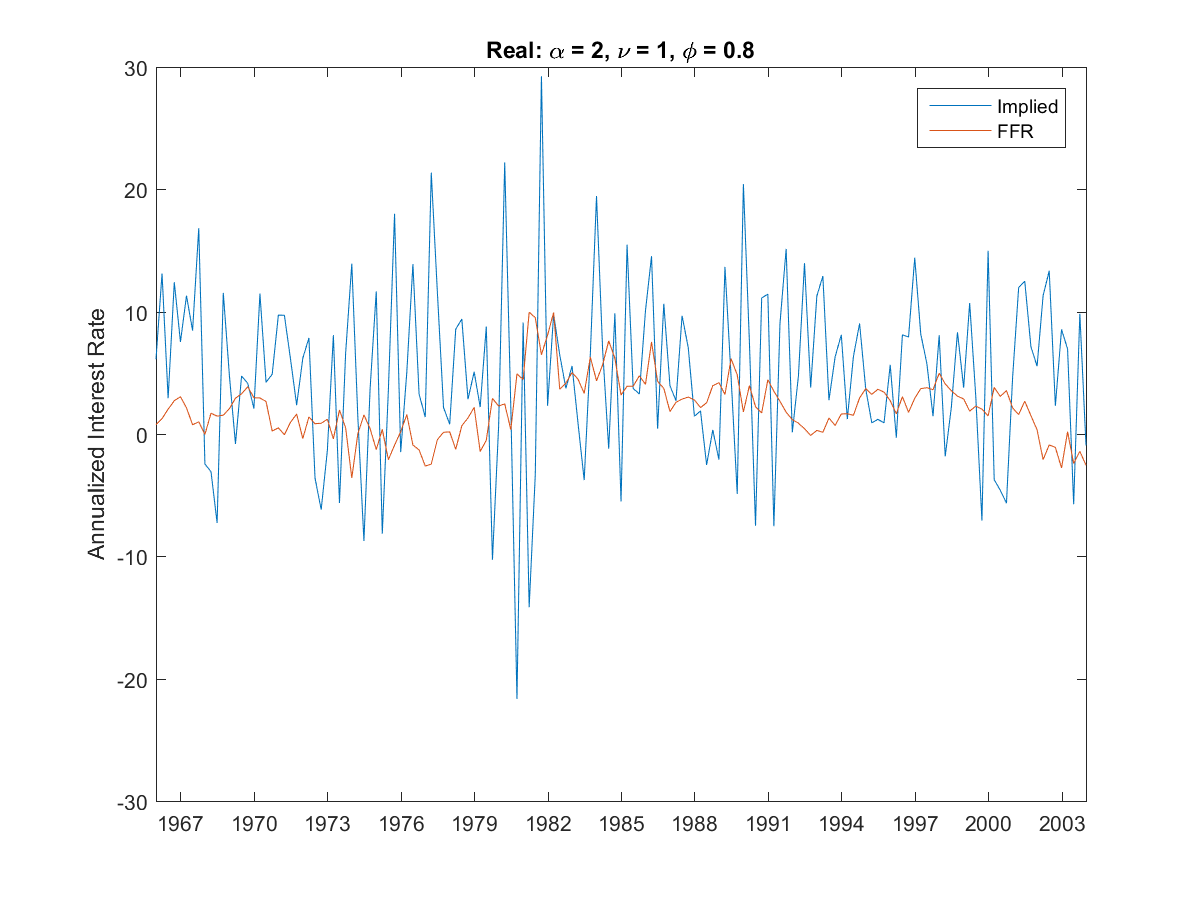 Real: α = 2, ν = 1, ϕ = 0.8
Implied
FFR
Annualized Interest Rate
30
20
10
0
-10
-20
-30
1967 1970 1973 1976 1979 1982 1985 1988 1991 1994 1997 2000 2003